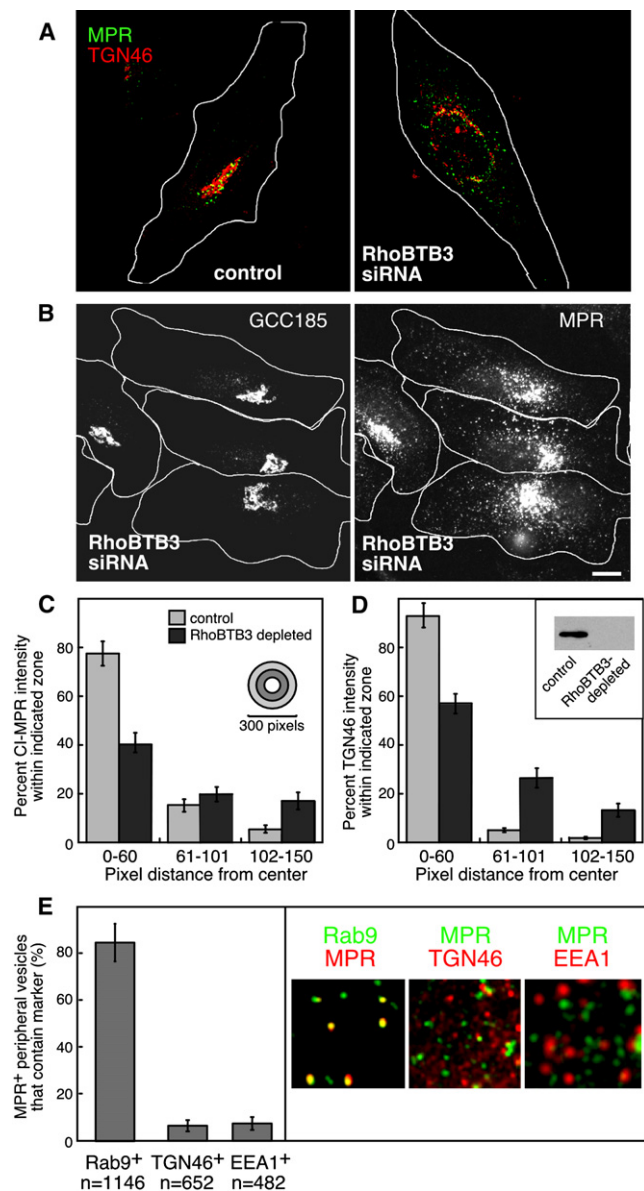 A
MPR
TGN46
control
RhoBTB3
siRNA
B
GCC185
MPR
RhoBTB3
siRNA
RhoBTB3
siRNA
C
Percent CI-MPR intensity
within indicated zone
80
60
40
20
0
control
RhoBTB3 depleted
300 pixels
0-60
61-101
102-150
Pixel distance from center
D
Percent TGN46 intensity
within indicated zone
80
60
40
20
0
control
RhoBTB3-
depleted
0-60
61-101
102-150
Pixel distance from center
E
MPR+ peripheral vesicles
that contain marker (%)
80
60
40
20
0
Rab9+
n=1146
TGN46+
n=652
EEA1+
n=482
Rab9
MPR
MPR
TGN46
MPR
EEA1